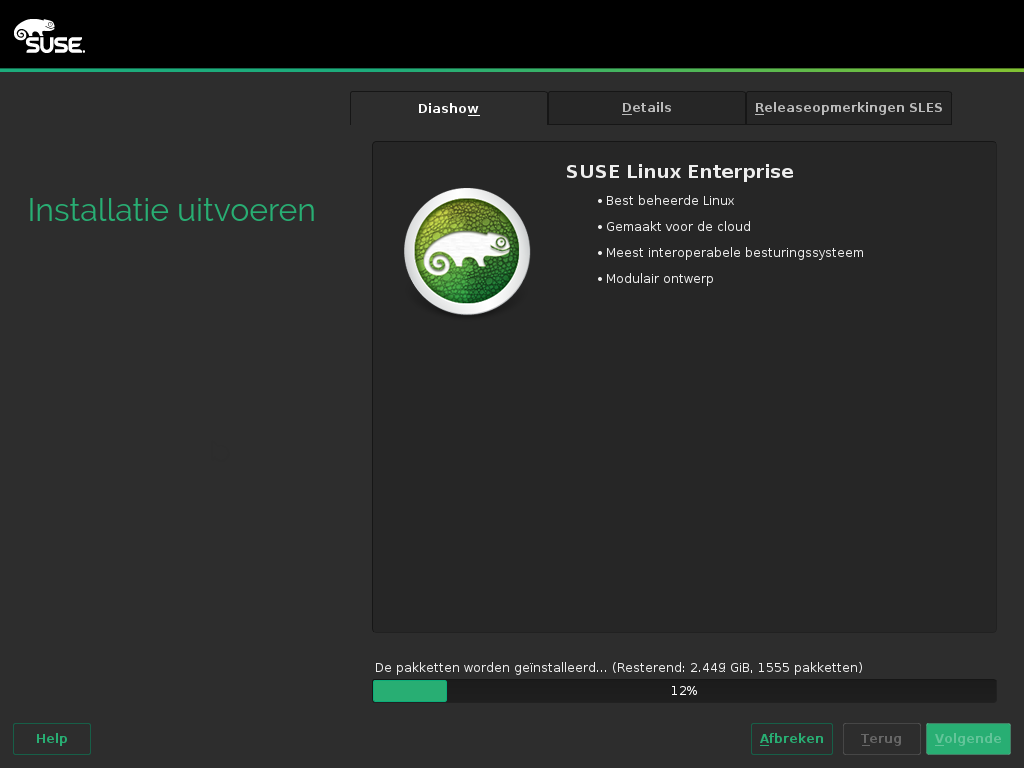 SUSE.
Diashow
Details
Releaseopmerkingen SLES
Installatie uitvoeren
SUSE Linux Enterprise
• Best beheerde Linux
• Gemaakt voor de cloud
• Meest interoperabele besturingssysteem
• Modulair ontwerp
De pakketten worden geïnstalleerd... (Resterend: 2.449 GiB, 1555 pakketten)
12%
Help
Afbreken
Terug
Volgende